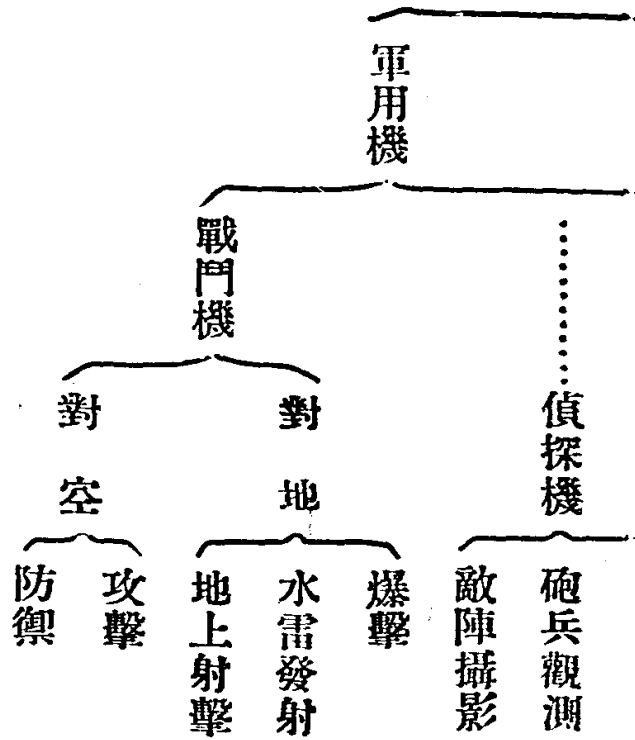 軍用機
偵探機
砲兵觀測
敵陣攝影
戰鬥機
對地
爆擊
水雷發射
地上射擊
對空
攻擊
防禦